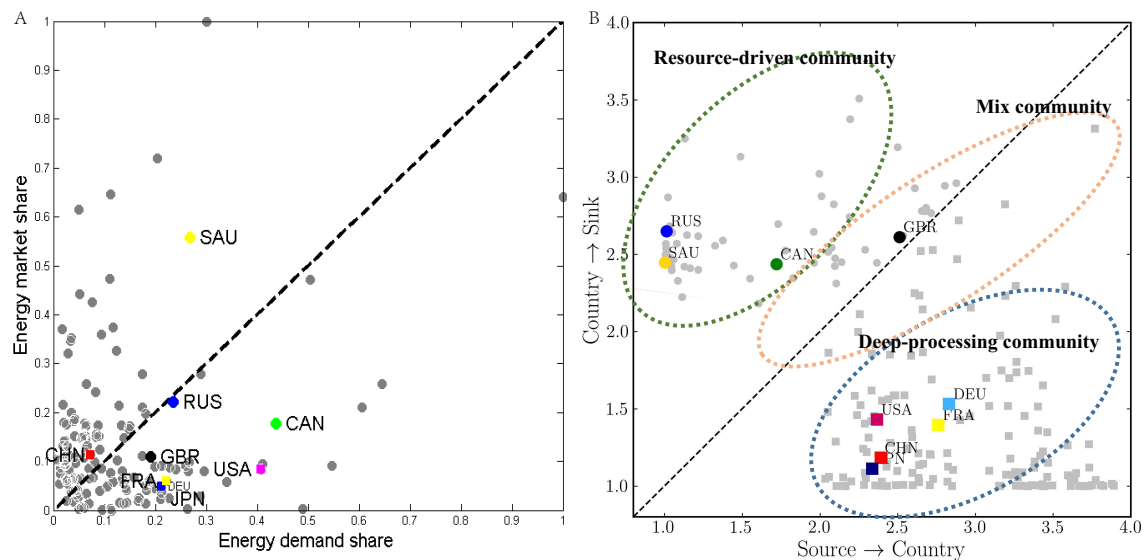 A
Energy market share
1
0.9
0.8
0.7
0.6
0.5
0.4
0.3
0.2
0.1
0
SAU
RUS
CAN
CHN
GBR
USA
FRA
DEU
JPN
0 0.1 0.2 0.3 0.4 0.5 0.6 0.7 0.8 0.9 1
Energy demand share
B
Country → Sink
4.0
3.5
3.0
2.5
2.0
1.5
1.0
Resource-driven community
Mix community
RUS
GBR
SAU
CAN
Deep-processing community
DEU
USA
FRA
CHN
PN
1.0 1.5 2.0 2.5 3.0 3.5 4.0
Source → Country